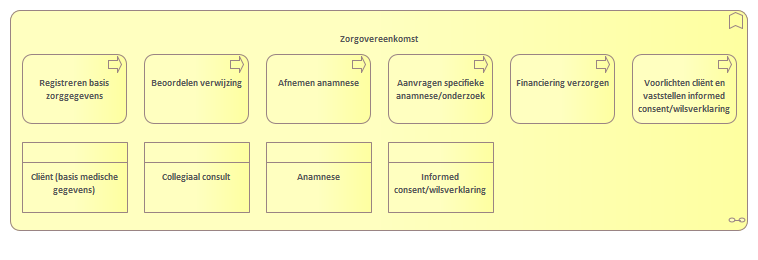 Zorgovereenkomst
Registreren basis
zorggegevens
Beoordelen verwijzing
Afnemen anamnese
Aanvragen specifieke
anamnese/onderzoek
Financiering verzorgen
Voorlichten cliënt en
vaststellen informed
consent/wilsverklaring
Cliënt (basis medische
gegevens)
Collegiaal consult
Anamnese
Informed
consent/wilsverklaring